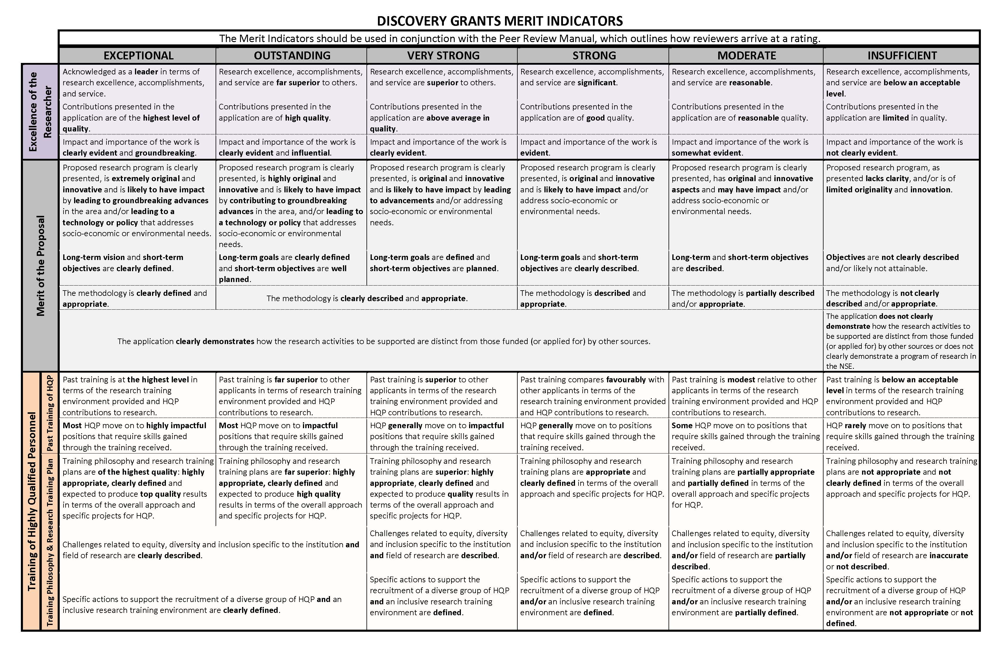 DISCOVERY GRANTS MERIT INDICATORS
The Merit Indicators should be used in conjunction with the Peer Review Manual, which outlines how reviewers arrive at a rating.
EXCEPTIONAL
OUTSTANDING
VERY STRONG
STRONG
MODERATE
INSUFFICIENT
Excellence of the
Researcher
Acknowledged as a leader in terms of
research excellence, accomplishments,
and service.
Research excellence, accomplishments,
and service are far superior to others.
Research excellence, accomplishments,
and service are superior to others.
Research excellence, accomplishments,
and service are significant.
Research excellence, accomplishments,
and service are reasonable.
Research excellence, accomplishments,
and service are below an acceptable
level.
Contributions presented in the
application are of the highest level of
quality.
Contributions presented in the
application are of high quality.
Contributions presented in the
application are above average in
quality.
Contributions presented in the
application are of good quality.
Contributions presented in the
application are of reasonable quality.
Contributions presented in the
application are limited in quality.
Impact and importance of the work is
clearly evident and groundbreaking.
Impact and importance of the work is
clearly evident and influential.
Impact and importance of the work is
clearly evident.
Impact and importance of the work is
evident.
Impact and importance of the work is
somewhat evident.
Impact and importance of the work is
not clearly evident.
Merit of the Proposal
Proposed research program is clearly
presented, is extremely original and
innovative and is likely to have impact
by leading to groundbreaking advances
in the area and/or leading to a
technology or policy that addresses
socio-economic or environmental needs.
Proposed research program is clearly
presented, is highly original and
innovative and is likely to have impact
by contributing to groundbreaking
advances in the area, and/or leading to
a technology or policy that addresses
socio-economic or environmental
needs.
Proposed research program is clearly
presented, is original and innovative
and is likely to have impact by leading
to advancements and/or addressing
socio-economic or environmental
needs.
Proposed research program is clearly
presented, is original and innovative
and is likely to have impact and/or
address socio-economic or
environmental needs.
Proposed research program is clearly
presented, has original and innovative
aspects and may have impact and/or
address socio-economic or
environmental needs.
Proposed research program, as
presented lacks clarity, and/or is of
limited originality and innovation.
Long-term vision and short-term
objectives are clearly defined.
Long-term goals are clearly defined
and short-term objectives are well
planned.
Long-term goals are defined and
short-term objectives are planned.
Long-term goals and short-term
objectives are clearly described.
Long-term and short-term objectives
are described.
Objectives are not clearly described
and/or likely not attainable.
The methodology is clearly defined and
appropriate.
The methodology is clearly described and appropriate.
The methodology is described and
appropriate.
The methodology is partially described
and/or appropriate.
The methodology is not clearly
described and/or appropriate.
The application clearly demonstrates how the research activities to be supported are distinct from those funded (or applied for) by other sources.
The application does not clearly
demonstrate how the research activities to
be supported are distinct from those funded
(or applied for) by other sources or does not
clearly demonstrate a program of research in
the NSE.
Training of Highly Qualified Personnel
Past Training of HQP
Past training is at the highest level in
terms of the research training
environment provided and HQP
contributions to research.
Past training is far superior to other
applicants in terms of research training
environment provided and HQP
contributions to research.
Past training is superior to other
applicants in terms of the research
training environment provided and
HQP contributions to research.
Past training compares favourably with
other applicants in terms of the
research training environment provided
and HQP contributions to research.
Past training is modest relative to other
applicants in terms of the research
training environment provided and HQP
contributions to research.
Past training is below an acceptable
level in terms of the research training
environment provided and HQP
contributions to research.
Most HQP move on to highly impactful
positions that require skills gained
through the training received.
Most HQP move on to impactful
positions that require skills gained
through the training received.
HQP generally move on to impactful
positions that require skills gained
through the training received.
HQP generally move on to positions
that require skills gained through the
training received.
Some HQP move on to positions that
require skills gained through the training
received.
HQP rarely move on to positions that
require skills gained through the training
received.
Training Philosophy & Research Training Plan
Training philosophy and research training
plans are of the highest quality: highly
appropriate, clearly defined and
expected to produce top quality results
in terms of the overall approach and
specific projects for HQP.
Training philosophy and research
training plans are far superior: highly
appropriate, clearly defined and
expected to produce high quality
results in terms of the overall approach
and specific projects for HQP.
Training philosophy and research
training plans are superior: highly
appropriate, clearly defined and
expected to produce quality results in
terms of the overall approach and
specific projects for HQP.
Training philosophy and research
training plans are appropriate and
clearly defined in terms of the overall
approach and specific projects for HQP.
Training philosophy and research
training plans are partially appropriate
and partially defined in terms of the
overall approach and specific projects
for HQP.
Training philosophy and research training
plans are not appropriate and not
clearly defined in terms of the overall
approach and specific projects for HQP.
Challenges related to equity, diversity and inclusion specific to the institution and
field of research are clearly described.
Challenges related to equity, diversity
and inclusion specific to the institution
and field of research are described.
Challenges related to equity, diversity
and inclusion specific to the institution
and/or field of research are described.
Challenges related to equity, diversity
and inclusion specific to the institution
and/or field of research are partially
described.
Challenges related to equity, diversity
and inclusion specific to the institution
and/or field of research are inaccurate
or not described.
Specific actions to support the recruitment of a diverse group of HQP and an
inclusive research training environment are clearly defined.
Specific actions to support the
recruitment of a diverse group of HQP
and an inclusive research training
environment are defined.
Specific actions to support the
recruitment of a diverse group of HQP
and/or an inclusive research training
environment are defined.
Specific actions to support the
recruitment of a diverse group of HQP
and/or an inclusive research training
environment are partially defined.
Specific actions to support the
recruitment of a diverse group of HQP
and/or an inclusive research training
environment are not appropriate or not
defined.